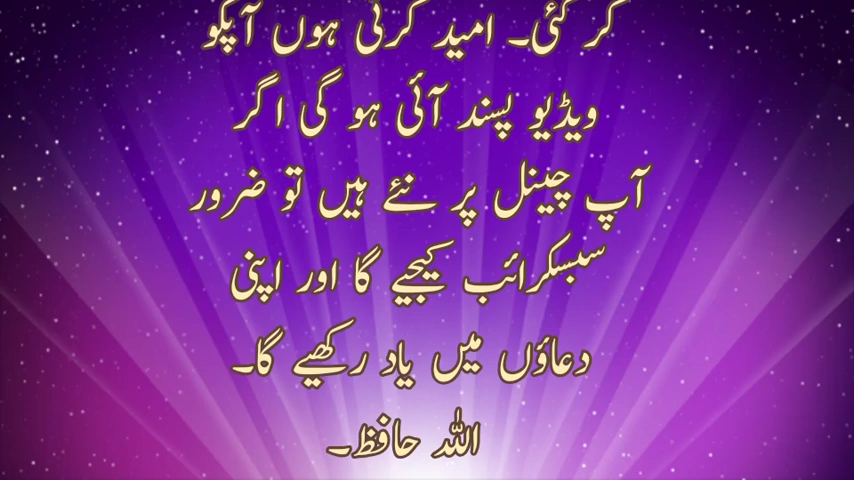 کر گئی۔ امید کرتی ہوں آپکو
ویڈیو پسند آئی ہو گی اگر
آپ چینل پر نئے ہیں تو ضرور
سبسکرائب کیجیے گا اور اپنی
دعاؤں میں یاد رکھیے گا۔
اللہ حافظ۔